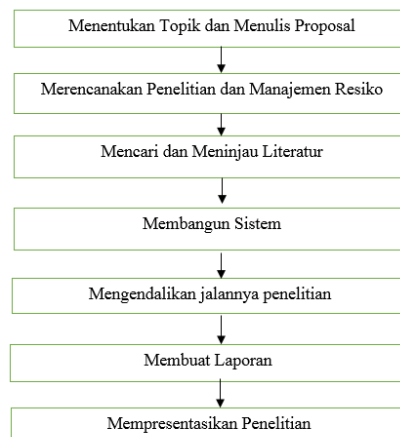 Menentukan Topik dan Menulis Proposal
Merencanakan Penelitian dan Manajemen Resiko
Mencari dan Meninjau Literatur
Membangun Sistem
Mengendalikan jalannya penelitian
Membuat Laporan
Mempresentasikan Penelitian